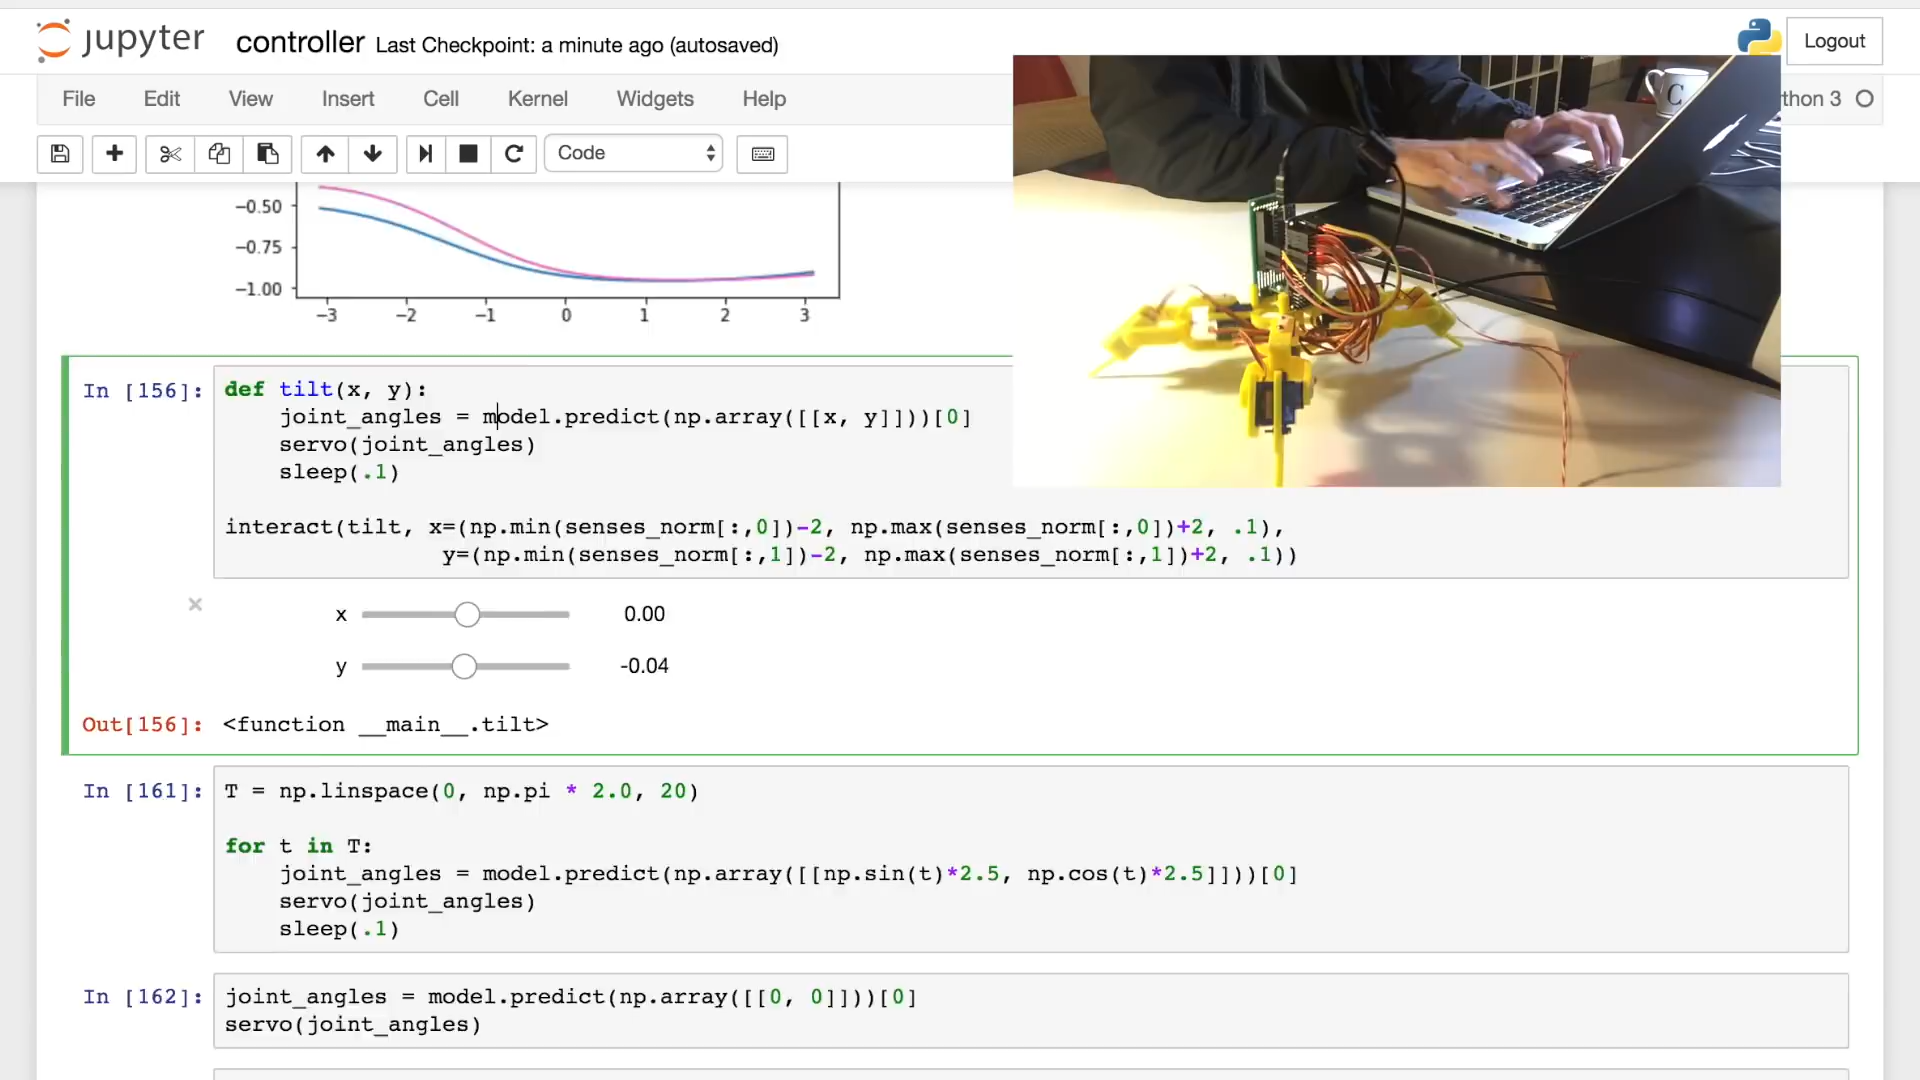 jupyter controller Last Checkpoint: a minute ago (autosaved) Logout
File Edit View Insert Cell Kernel Widgets Help thon 3
Code
−0.50
−0.75
−1.00
−3 −2 −1 0 1 2 3
C
In [156]: def tilt(x, y):
joint_angles = model.predict(np.array([[x, y]]))[0]
servo(joint_angles)
sleep(.1)
interact(tilt, x=(np.min(senses_norm[:,0])-2, np.max(senses_norm[:,0])+2, .1),
y=(np.min(senses_norm[:,1])-2, np.max(senses_norm[:,1])+2, .1))
x 0.00
y -0.04
Out[156]: <function __main__.tilt>
In [161]: T = np.linspace(0, np.pi * 2.0, 20)
for t in T:
joint_angles = model.predict(np.array([[np.sin(t)*2.5, np.cos(t)*2.5]]))[0]
servo(joint_angles)
sleep(.1)
In [162]: joint_angles = model.predict(np.array([[0, 0]]))[0]
servo(joint_angles)